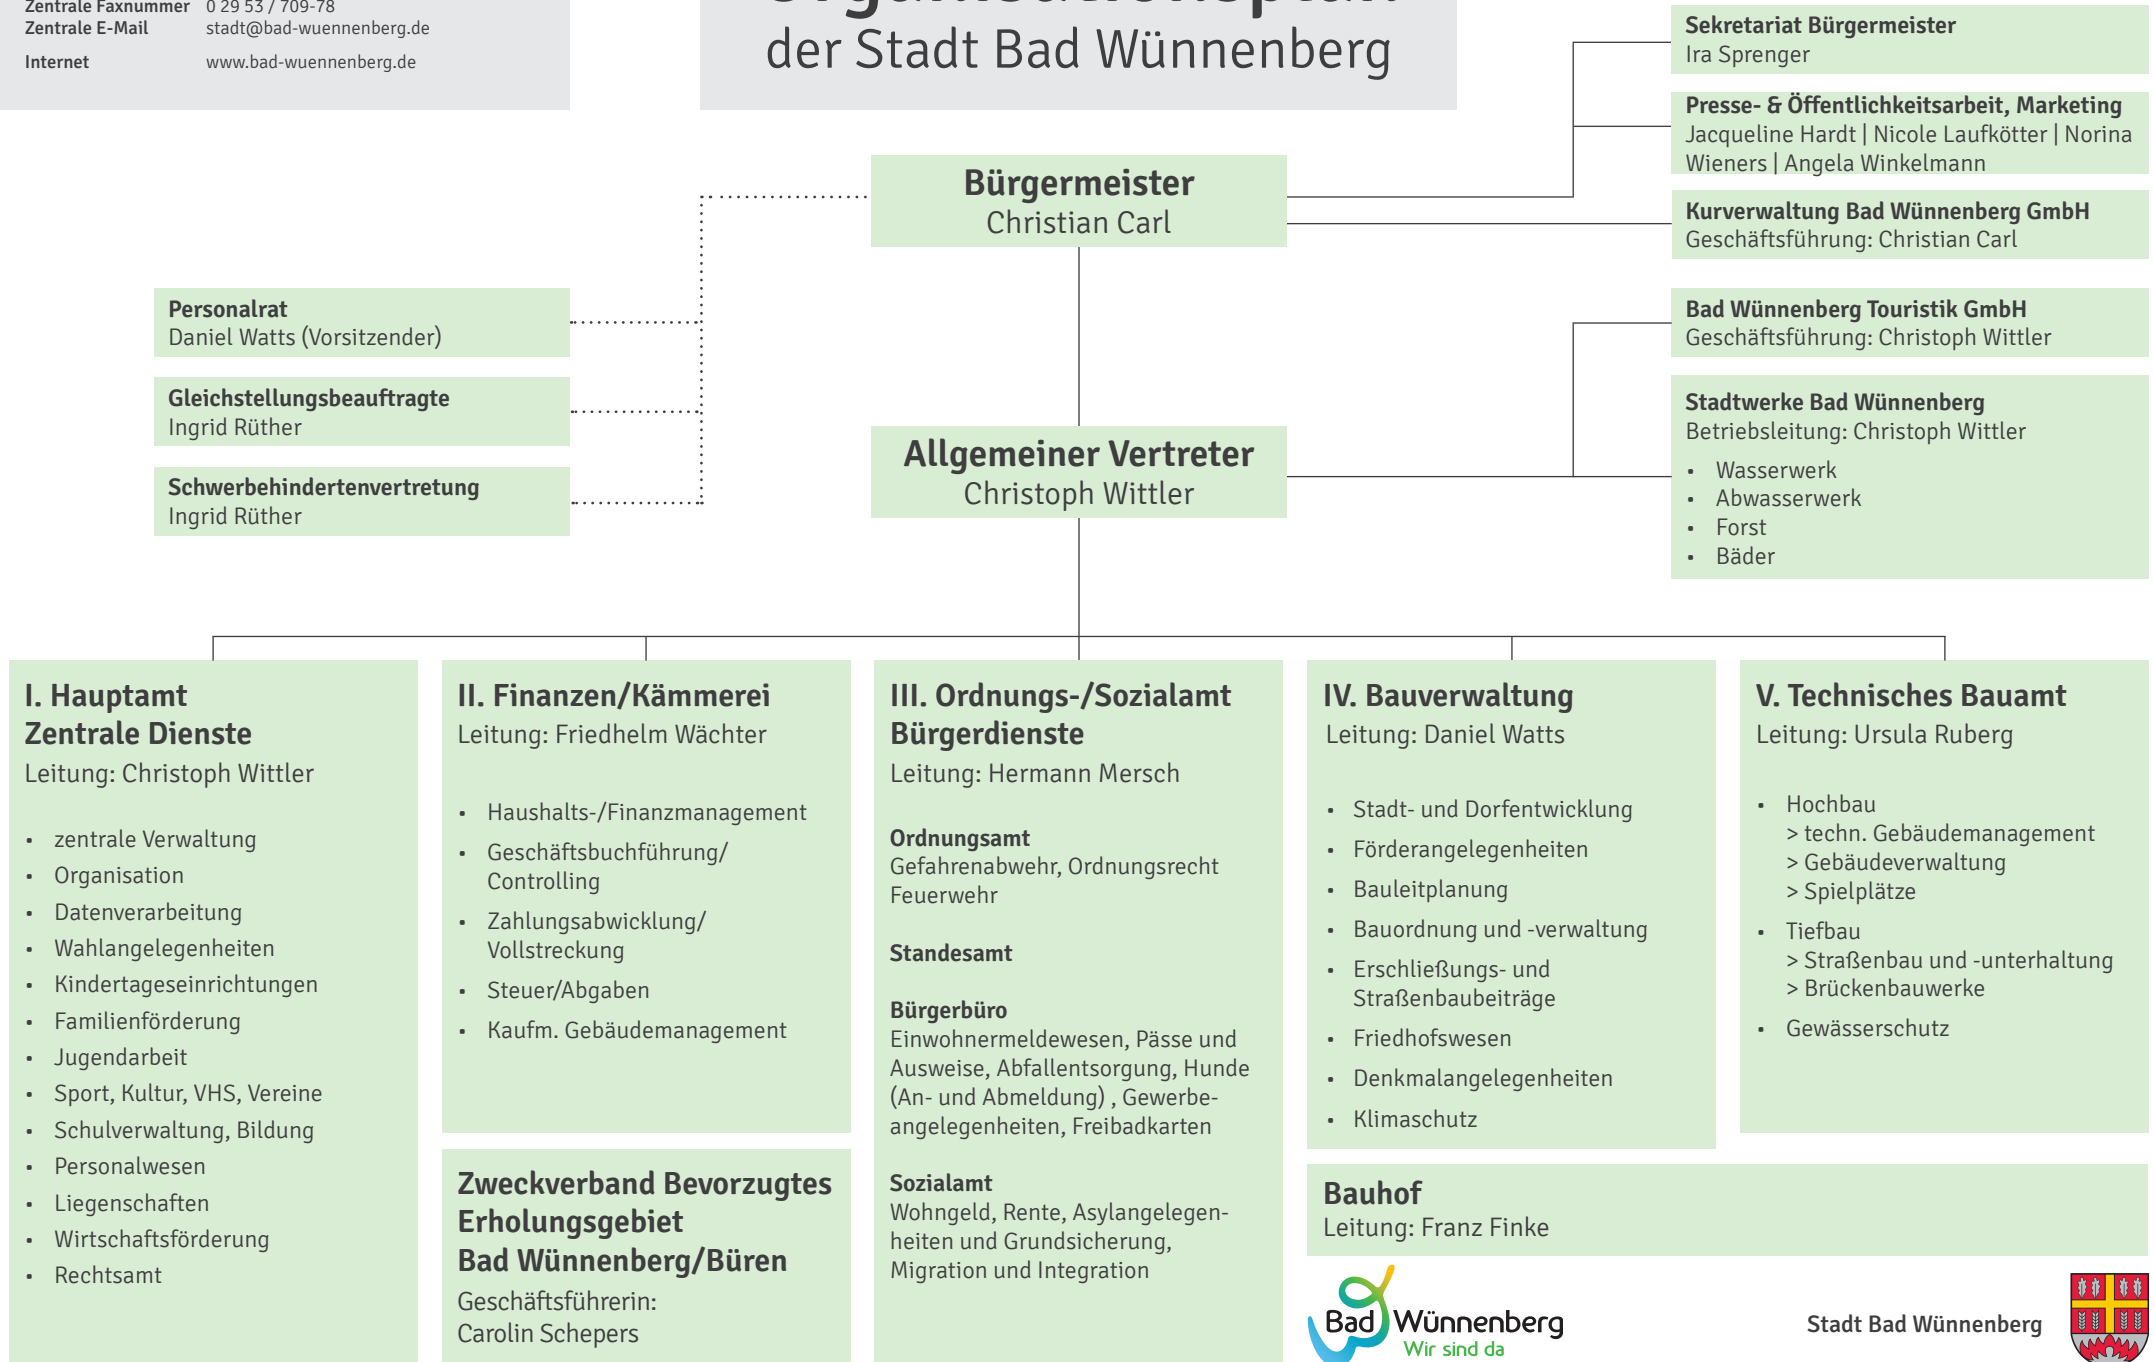 Zentrale Faxnummer 0 29 53 / 709-78
Zentrale E-Mail stadt@bad-wuennenberg.de
Internet www.bad-wuennenberg.de
Organisationsplan
der Stadt Bad Wünnenberg
Sekretariat Bürgermeister
Ira Sprenger
Presse- & Öffentlichkeitsarbeit, Marketing
Jacqueline Hardt | Nicole Laufkötter | Norina
Wieners | Angela Winkelmann
Bürgermeister
Christian Carl
Kurverwaltung Bad Wünnenberg GmbH
Geschäftsführung: Christian Carl
Personalrat
Daniel Watts (Vorsitzender)
Gleichstellungsbeauftragte
Ingrid Rüther
Schwerbehindertenvertretung
Ingrid Rüther
Allgemeiner Vertreter
Christoph Wittler
Bad Wünnenberg Touristik GmbH
Geschäftsführung: Christoph Wittler
Stadtwerke Bad Wünnenberg
Betriebsleitung: Christoph Wittler
• Wasserwerk
• Abwasserwerk
• Forst
• Bäder
I. Hauptamt
Zentrale Dienste
Leitung: Christoph Wittler
• zentrale Verwaltung
• Organisation
• Datenverarbeitung
• Wahlangelegenheiten
• Kindertageseinrichtungen
• Familienförderung
• Jugendarbeit
• Sport, Kultur, VHS, Vereine
• Schulverwaltung, Bildung
• Personalwesen
• Liegenschaften
• Wirtschaftsförderung
• Rechtsamt
II. Finanzen/Kämmerei
Leitung: Friedhelm Wächter
• Haushalts-/Finanzmanagement
• Geschäftsbuchführung/
Controlling
• Zahlungsabwicklung/
Vollstreckung
• Steuer/Abgaben
• Kaufm. Gebäudemanagement
Zweckverband Bevorzugtes
Erholungsgebiet
Bad Wünnenberg/Büren
Geschäftsführerin:
Carolin Schepers
III. Ordnungs-/Sozialamt
Bürgerdienste
Leitung: Hermann Mersch
Ordnungsamt
Gefahrenabwehr, Ordnungsrecht
Feuerwehr
Standesamt
Bürgerbüro
Einwohnermeldewesen, Pässe und
Ausweise, Abfallentsorgung, Hunde
(An- und Abmeldung) , Gewerbe-
angelegenheiten, Freibadkarten
Sozialamt
Wohngeld, Rente, Asylangelegen-
heiten und Grundsicherung,
Migration und Integration
IV. Bauverwaltung
Leitung: Daniel Watts
• Stadt- und Dorfentwicklung
• Förderangelegenheiten
• Bauleitplanung
• Bauordnung und -verwaltung
• Erschließungs- und
Straßenbaubeiträge
• Friedhofswesen
• Denkmalangelegenheiten
• Klimaschutz
V. Technisches Bauamt
Leitung: Ursula Ruberg
• Hochbau
> techn. Gebäudemanagement
> Gebäudeverwaltung
> Spielplätze
• Tiefbau
> Straßenbau und -unterhaltung
> Brückenbauwerke
• Gewässerschutz
Bauhof
Leitung: Franz Finke
Bad Wünnenberg
Wir sind da
Stadt Bad Wünnenberg